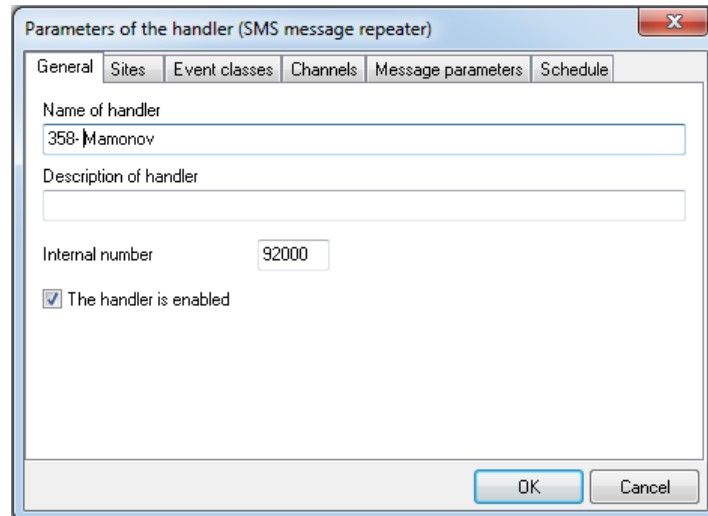 Parameters of the handler (SMS message repeater)
General Sites Event classes Channels Message parameters Schedule
Name of handler
358- Mamonov
Description of handler
Internal number 92000
The handler is enabled
OK Cancel